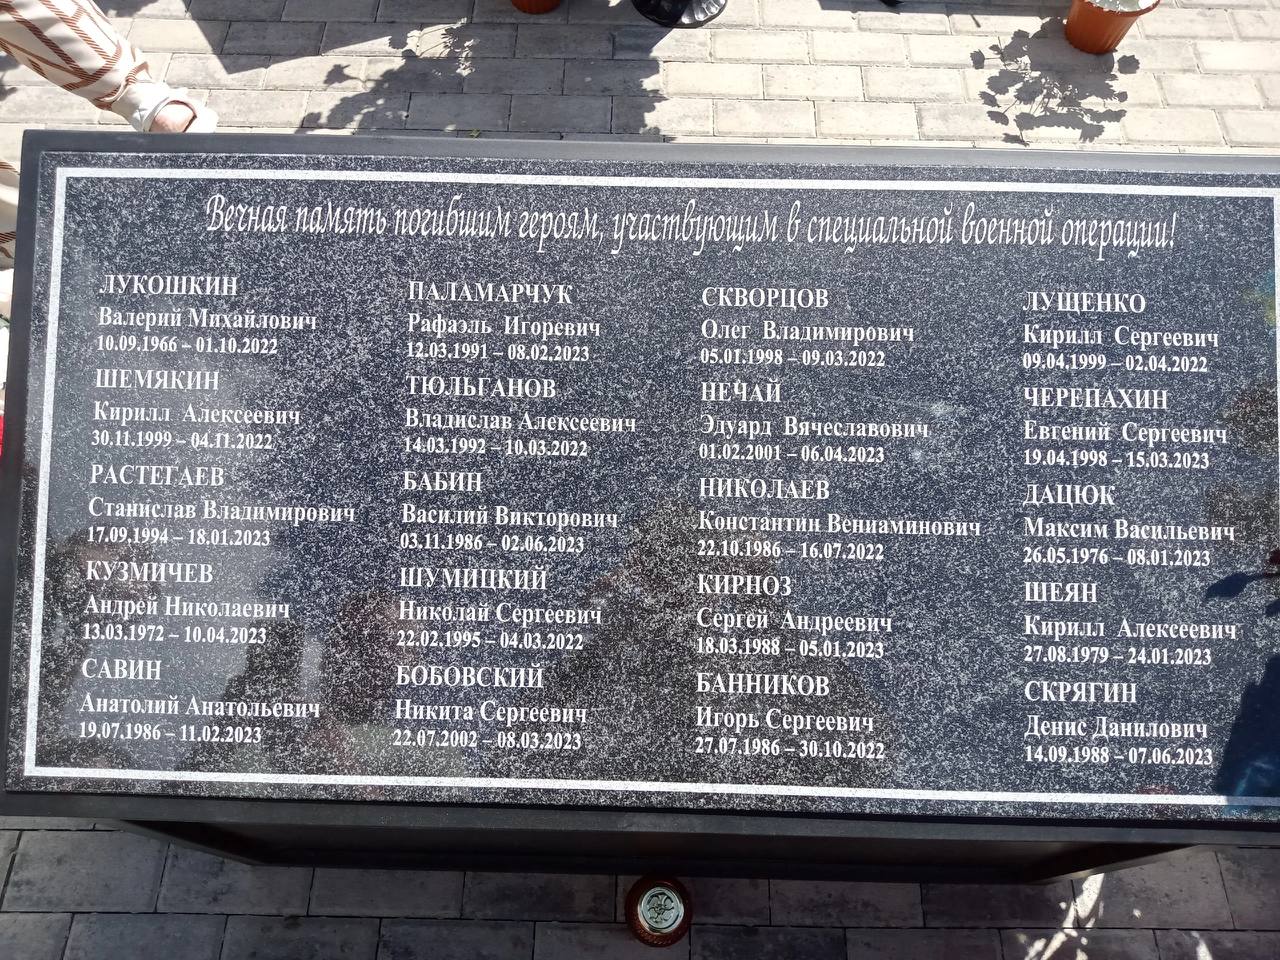 Вечная память погибшим героям, участвующим в специальной военной операции!
ЛУКОШКИН
Валерий Михайлович
10.09.1966 – 01.10.2022
ШЕМЯКИН
Кирилл Алексеевич
30.11.1999 – 04.11.2022
РАСТЕГАЕВ
Станислав Владимирович
17.09.1994 – 18.01.2023
КУЗМИЧЕВ
Андрей Николаевич
13.03.1972 – 10.04.2023
САВИН
Анатолий Анатольевич
19.07.1986 – 11.02.2023
ПАЛАМАРЧУК
Рафаэль Игоревич
12.03.1991 – 08.02.2023
ТЮЛЬГАНОВ
Владислав Алексеевич
14.03.1992 – 10.03.2022
БАБИН
Василий Викторович
03.11.1986 – 02.06.2023
ШУМИЦКИЙ
Николай Сергеевич
22.02.1995 – 04.03.2022
БОБОВСКИЙ
Никита Сергеевич
22.07.2002 – 08.03.2023
СКВОРЦОВ
Олег Владимирович
05.01.1998 – 09.03.2022
НЕЧАЙ
Эдуард Вячеславович
01.02.2001 – 06.04.2023
НИКОЛАЕВ
Константин Вениаминович
22.10.1986 – 16.07.2022
КИРНОЗ
Сергей Андреевич
18.03.1988 – 05.01.2023
БАННИКОВ
Игорь Сергеевич
27.07.1986 – 30.10.2022
ЛУЩЕНКО
Кирилл Сергеевич
09.04.1999 – 02.04.2022
ЧЕРЕПАХИН
Евгений Сергеевич
19.04.1998 – 15.03.2023
ДАЦЮК
Максим Васильевич
26.05.1976 – 08.01.2023
ШЕЯН
Кирилл Алексеевич
27.08.1979 – 24.01.2023
СКРЯГИН
Денис Данилович
14.09.1988 – 07.06.2023